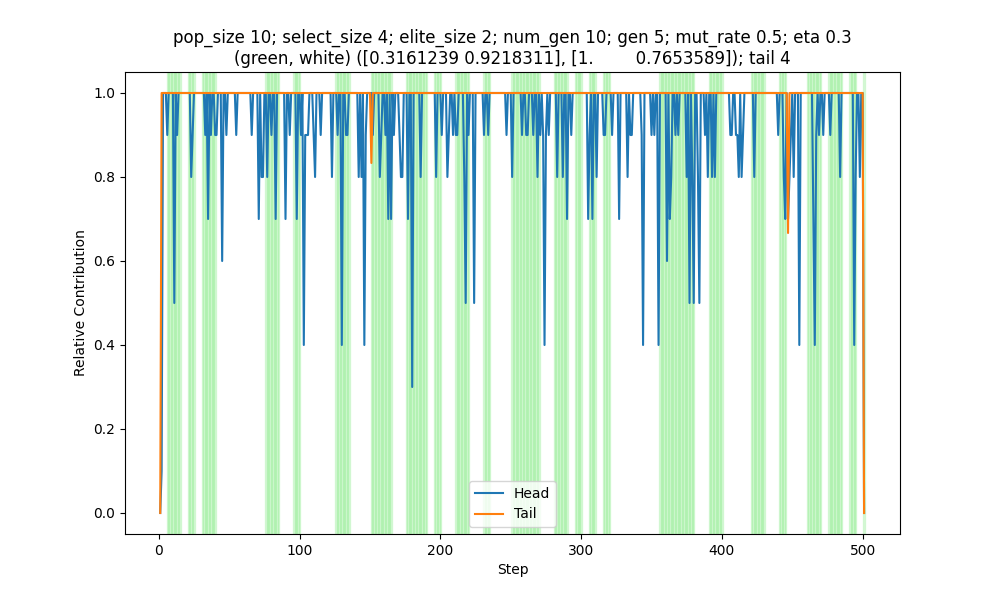 pop_size 10; select_size 4; elite_size 2; num_gen 10; gen 5; mut_rate 0.5; eta 0.3
(green, white) ([0.3161239 0.9218311], [1. 0.7653589]); tail 4
1.0
0.8
0.6
0.4
0.2
0.0
Relative Contribution
Head
Tail
0 100 200 300 400 500
Step